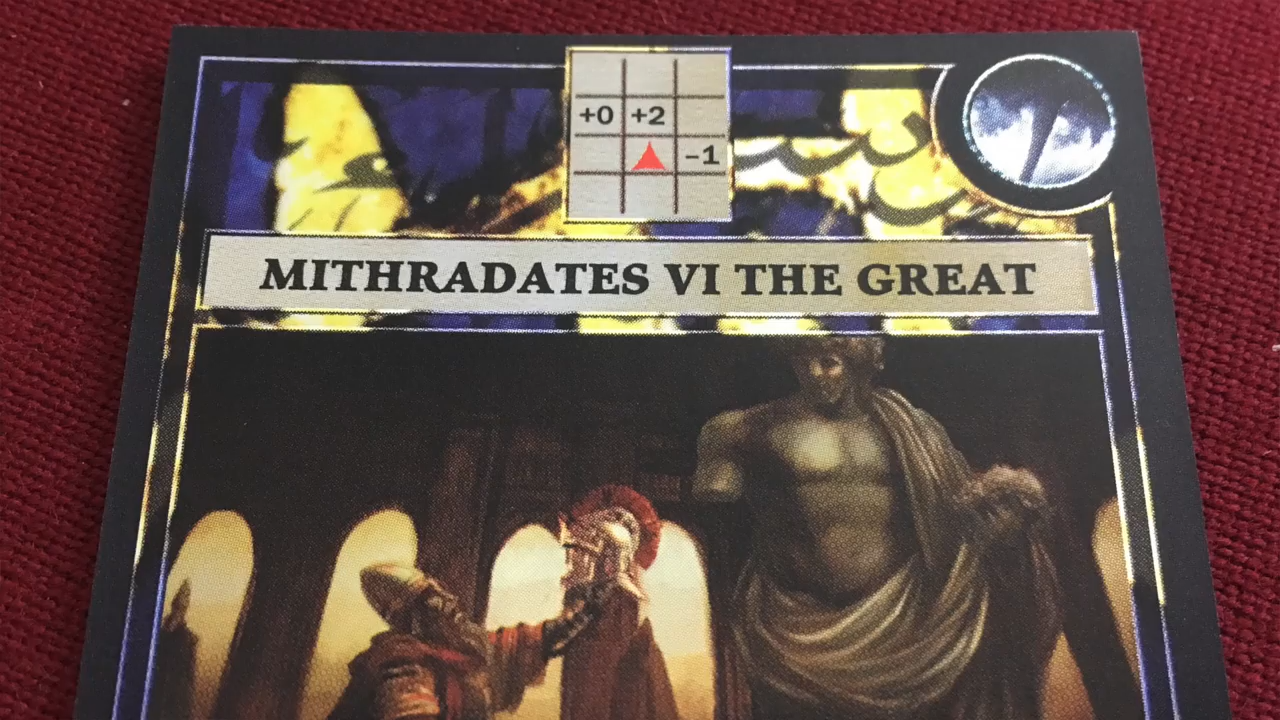 +0 +2
–1
MITHRADATES VI THE GREAT